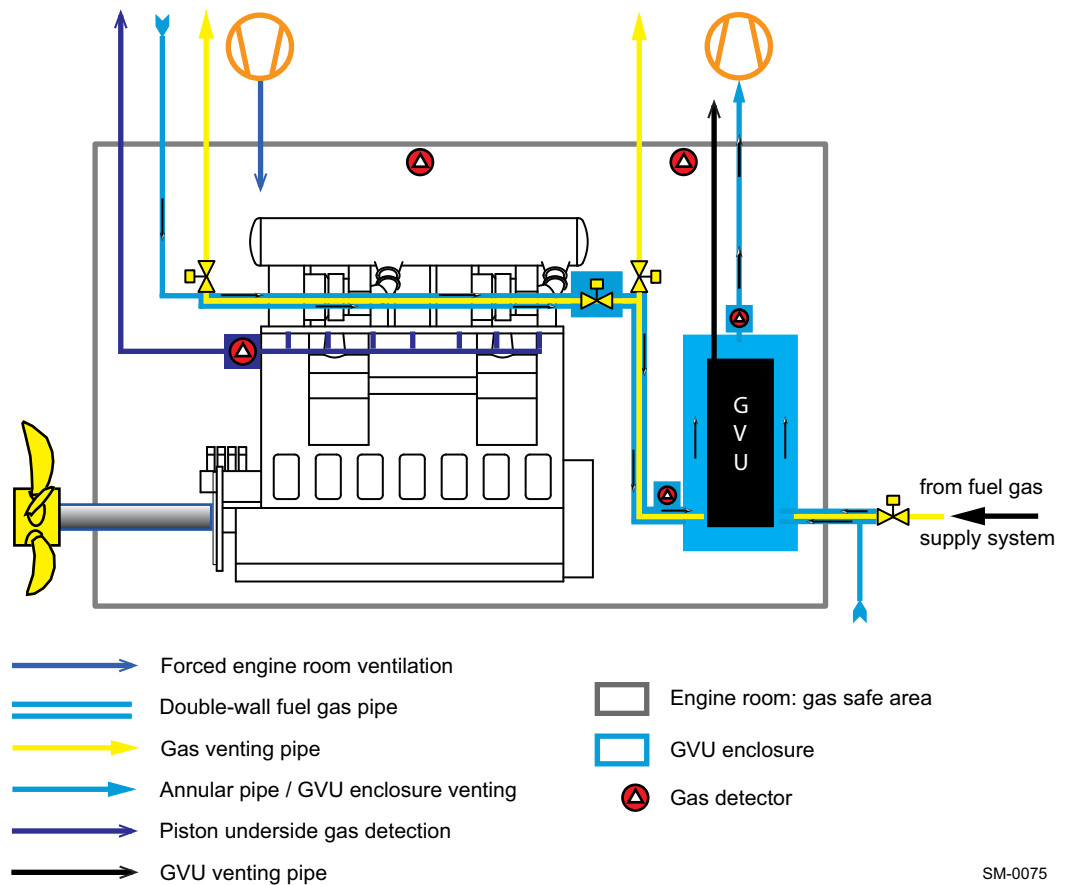 G
V
U
from fuel gas
supply system
Forced engine room ventilation
Double-wall fuel gas pipe
Gas venting pipe
Annular pipe / GVU enclosure venting
Piston underside gas detection
GVU venting pipe
Engine room: gas safe area
GVU enclosure
Gas detector
SM-0075